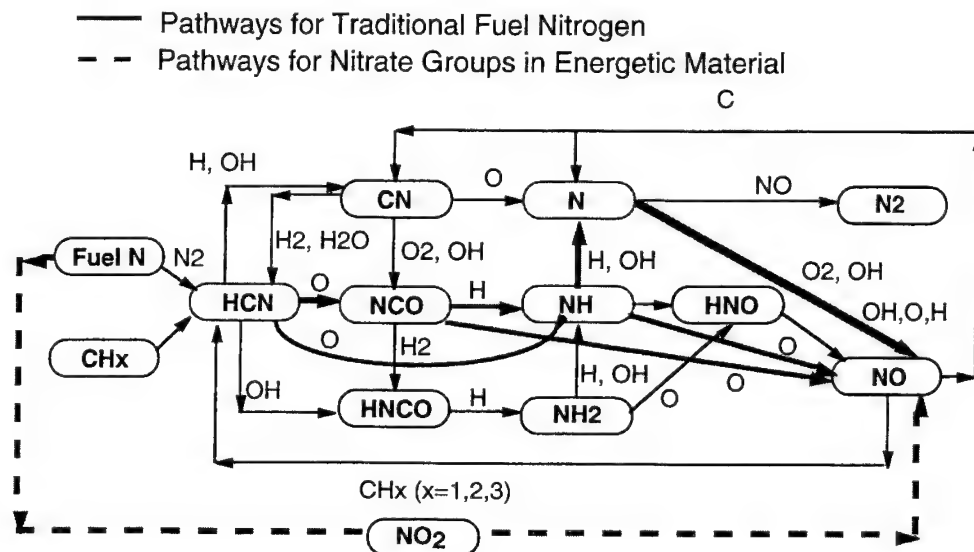 Pathways for Traditional Fuel Nitrogen
Pathways for Nitrate Groups in Energetic Material
C
H, OH
CN
O
N
NO
N2
Fuel N
N2
H2, H2O
O2, OH
H, OH
O2, OH
HCN
O
NCO
H
NH
HNO
OH,O,H
CHx
O
H2
O
NO
OH
H, OH
O
HNCO
H
NH2
O
CHx (x=1,2,3)
NO₂